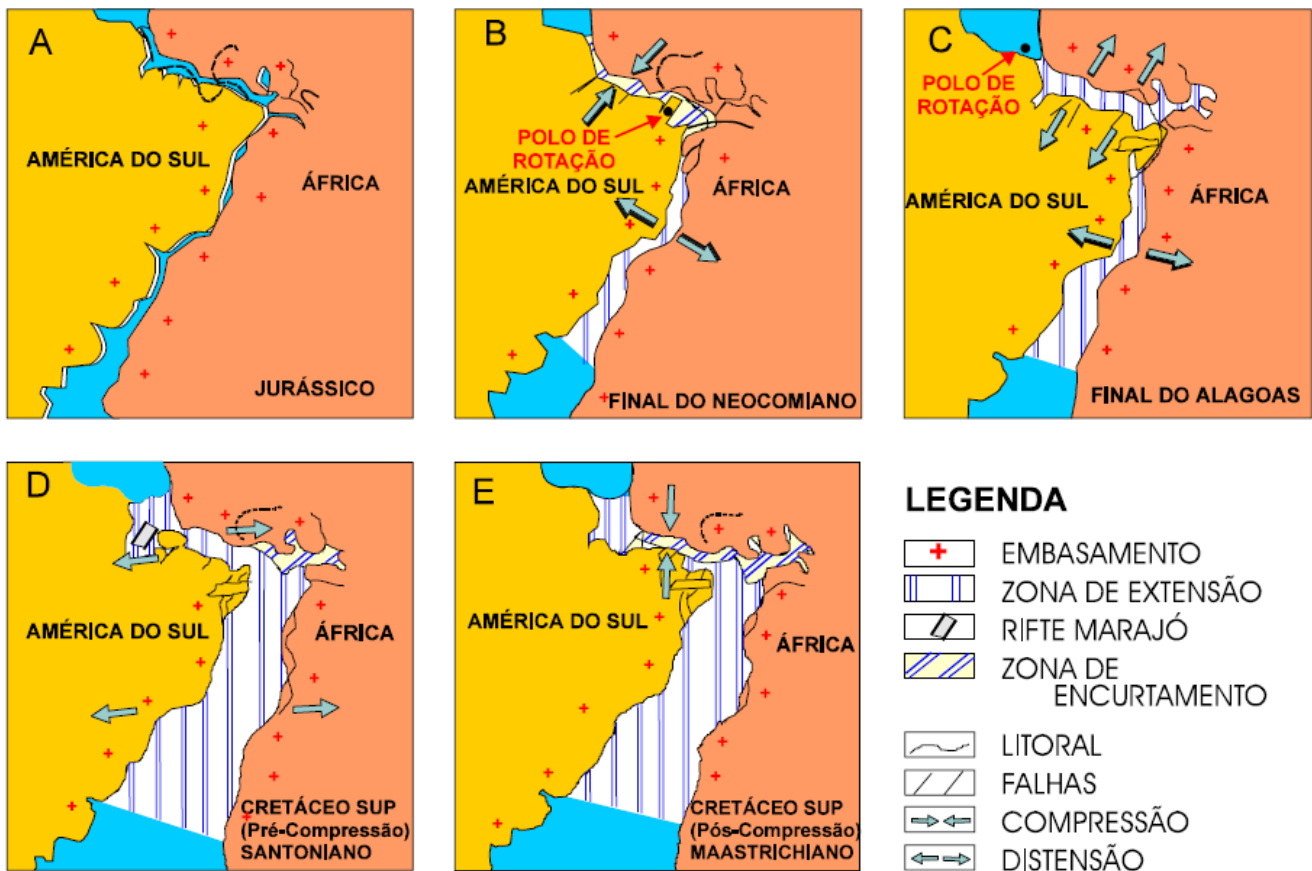 A
AMÉRICA DO SUL
ÁFRICA
JURÁSSICO
B
POLO DE
ROTAÇÃO
AMÉRICA DO SUL
ÁFRICA
FINAL DO NEOCOMIANO
C
POLO DE
ROTAÇÃO
AMÉRICA DO SUL
ÁFRICA
FINAL DO ALAGOAS
D
AMÉRICA DO SUL
ÁFRICA
CRETÁCEO SUP
(Pré-Compressão)
SANTONIANO
E
AMÉRICA DO SUL
ÁFRICA
CRETÁCEO SUP
(Pós-Compressão)
MAASTRICHIANO
LEGENDA
EMBASAMENTO
ZONA DE EXTENSÃO
RIFTE MARAJÓ
ZONA DE
ENCURTAMENTO
LITORAL
FALHAS
COMPRESSÃO
DISTENSÃO